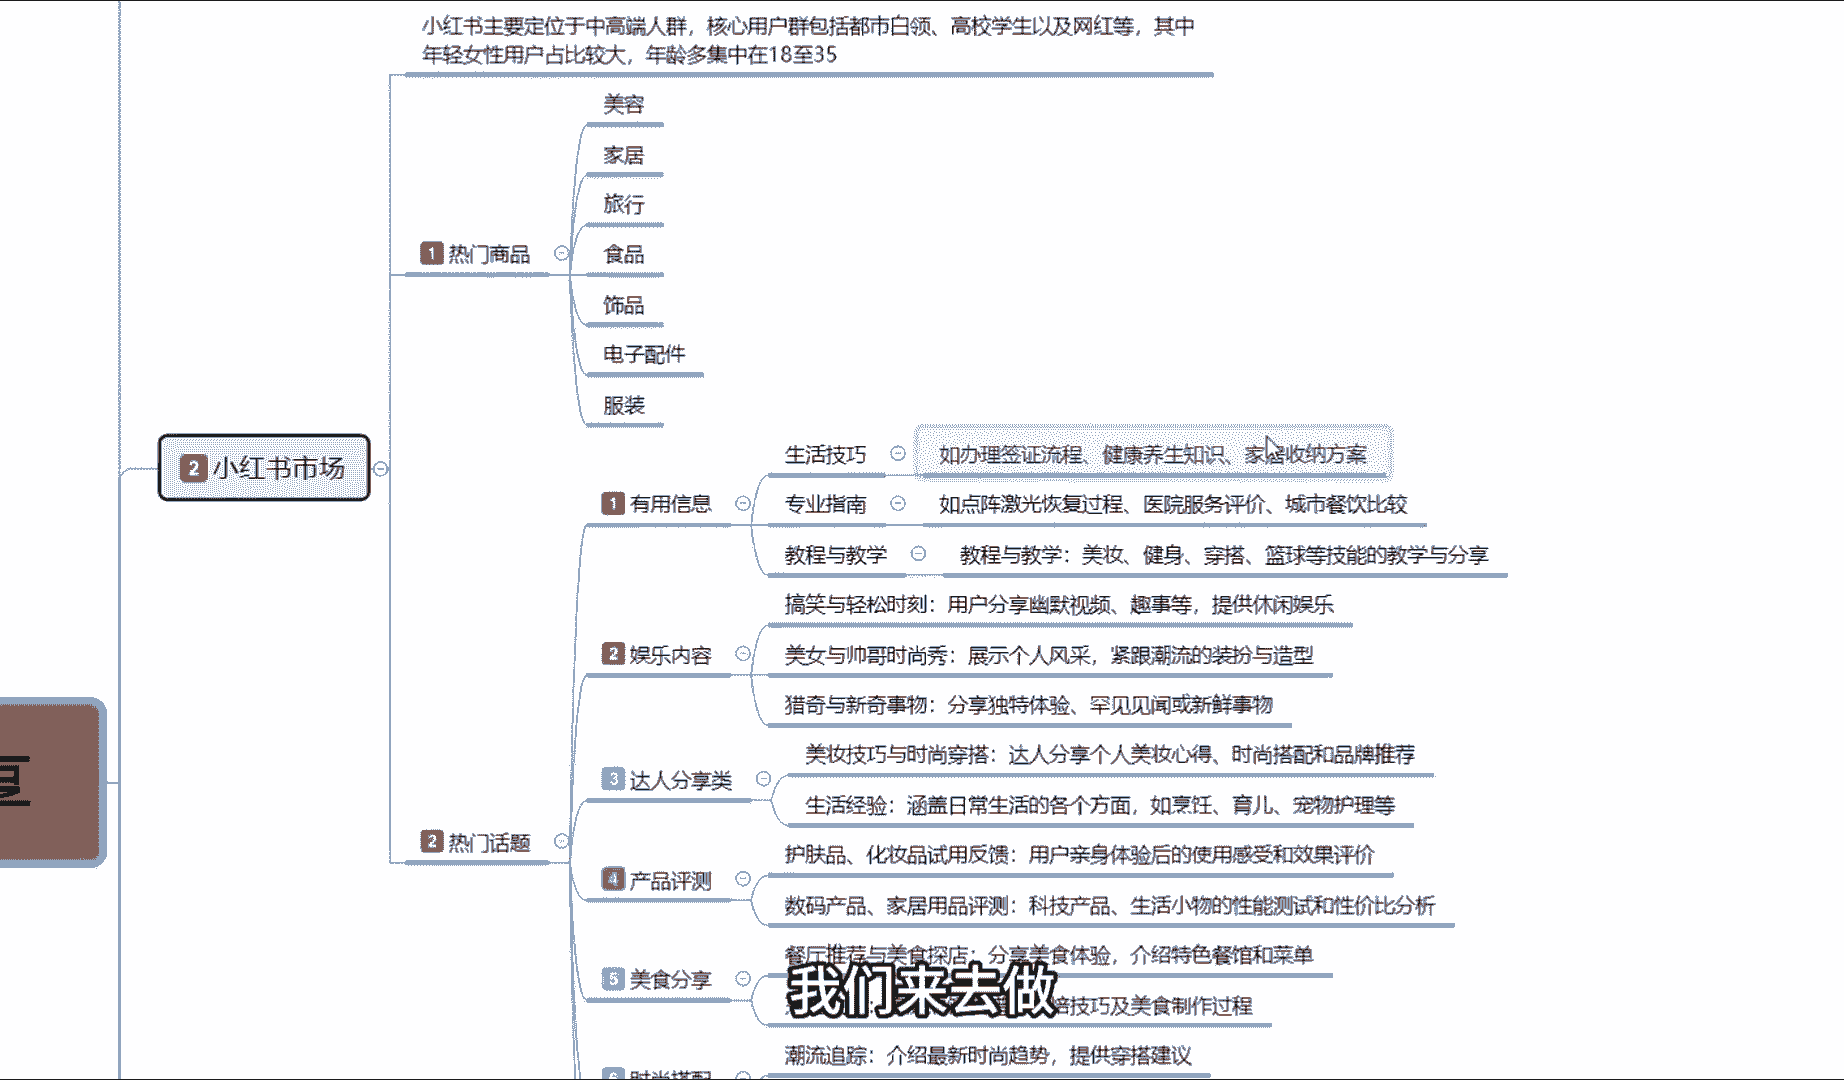 小红书主要定位于中高端人群，核心用户群包括都市白领、高校学生以及网红等，其中
年轻女性用户占比较大，年龄多集中在18至35
美容
家居
旅行
1 热门商品
食品
饰品
电子配件
服装
2 小红书市场
生活技巧
如办理签证流程、健康养生知识、家居收纳方案
1 有用信息
专业指南
如点阵激光恢复过程、医院服务评价、城市餐饮比较
教程与教学
教程与教学：美妆、健身、穿搭、篮球等技能的教学与分享
搞笑与轻松时刻：用户分享幽默视频、趣事等，提供休闲娱乐
2 娱乐内容
美女与帅哥时尚秀：展示个人风采，紧跟潮流的装扮与造型
猎奇与新奇事物：分享独特体验、罕见见闻或新鲜事物
美妆技巧与时尚穿搭：达人分享个人美妆心得、时尚搭配和品牌推荐
3 达人分享类
生活经验：涵盖日常生活的各个方面，如烹饪、育儿、宠物护理等
2 热门话题
护肤品、化妆品试用反馈：用户亲身体验后的使用感受和效果评价
4 产品评测
数码产品、家居用品评测：科技产品、生活小物的性能测试和性价比分析
餐厅推荐与美食探店：分享美食体验，介绍特色餐馆和菜单
5 美食分享
我们来去做
技巧及美食制作过程
潮流追踪：介绍最新时尚趋势，提供穿搭建议
6 时尚搭配